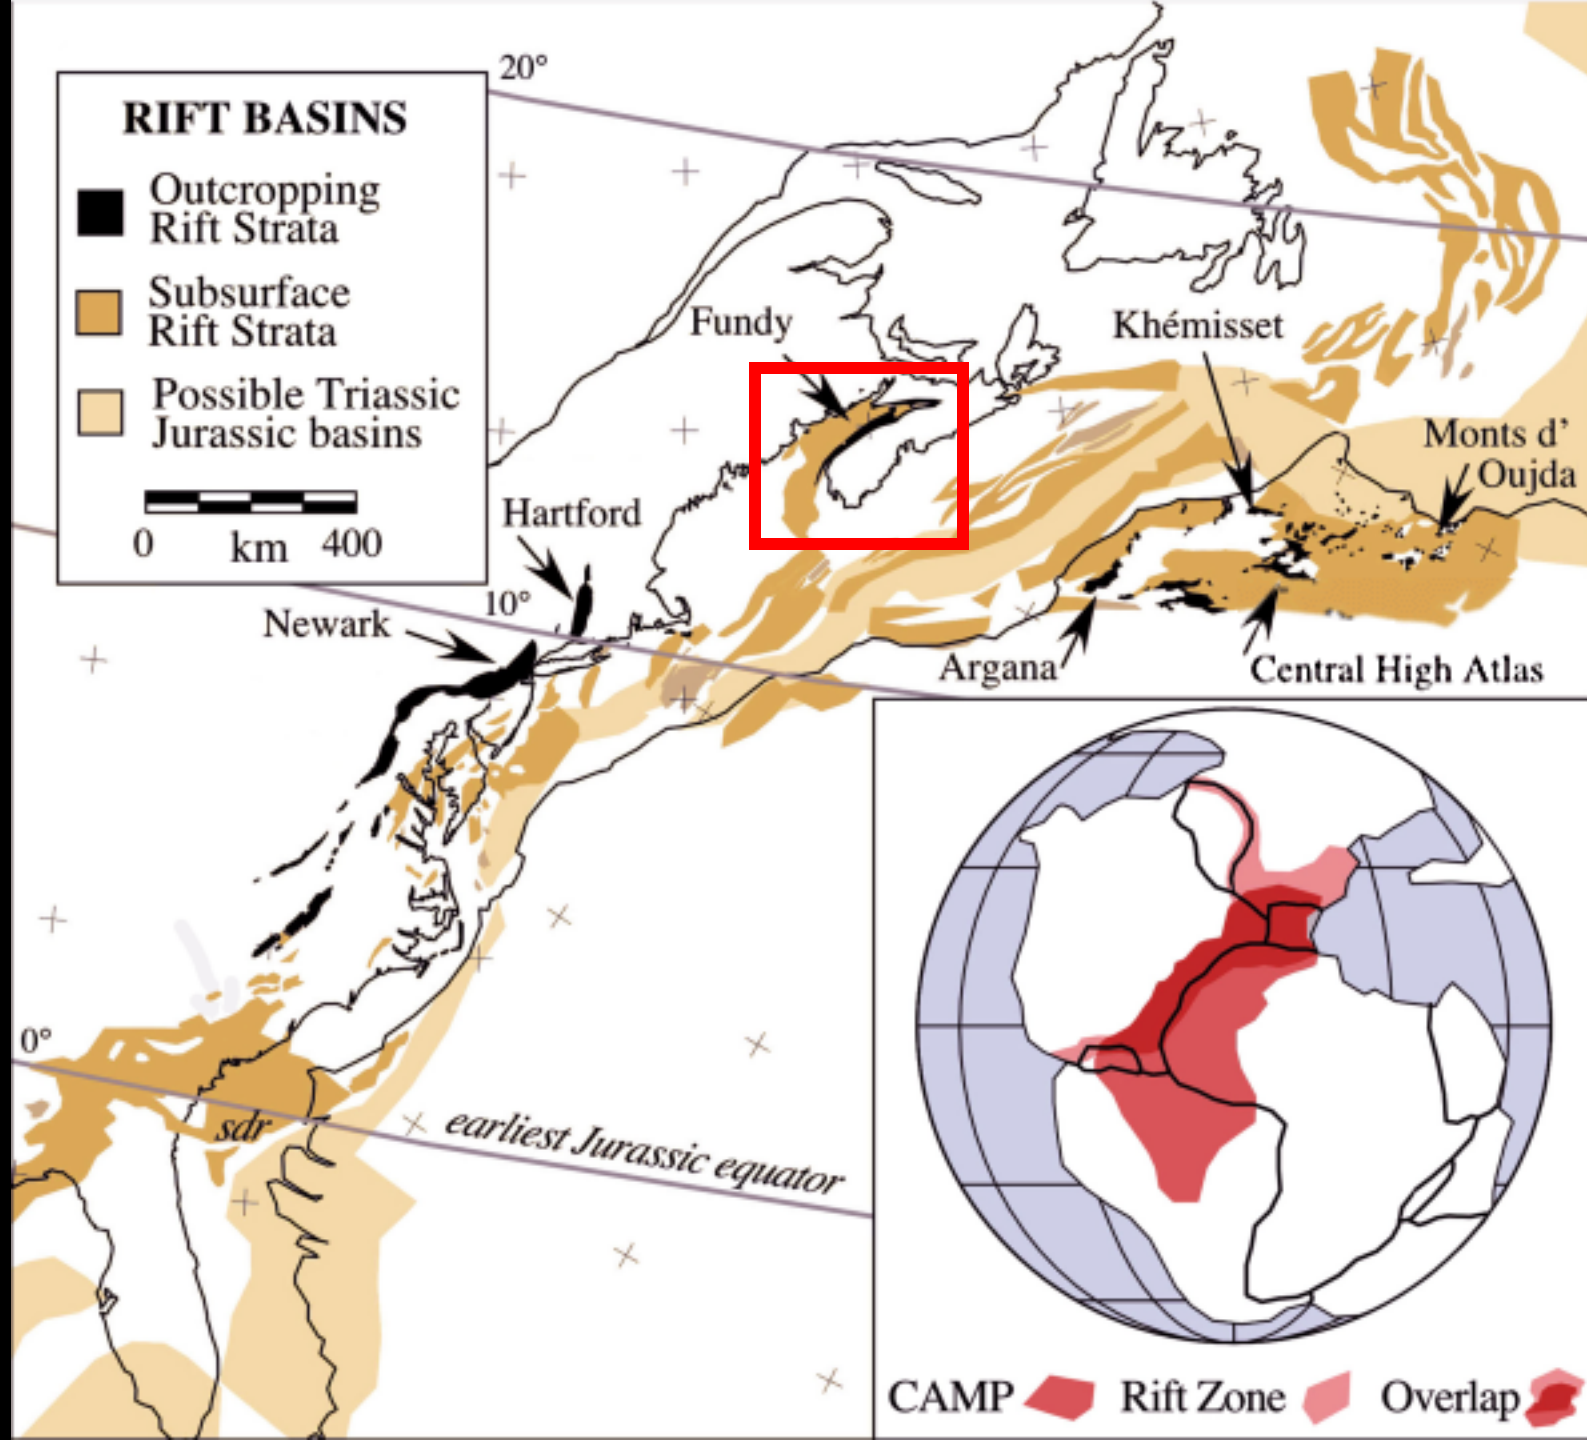 20°
RIFT BASINS
Outcropping
Rift Strata
Subsurface
Rift Strata
Possible Triassic
Jurassic basins
0 km 400
Fundy
Khémisset
Monts d'
Oujda
Hartford
10°
Newark
Argana
Central High Atlas
0°
sdr
earliest Jurassic equator
CAMP
Rift Zone
Overlap